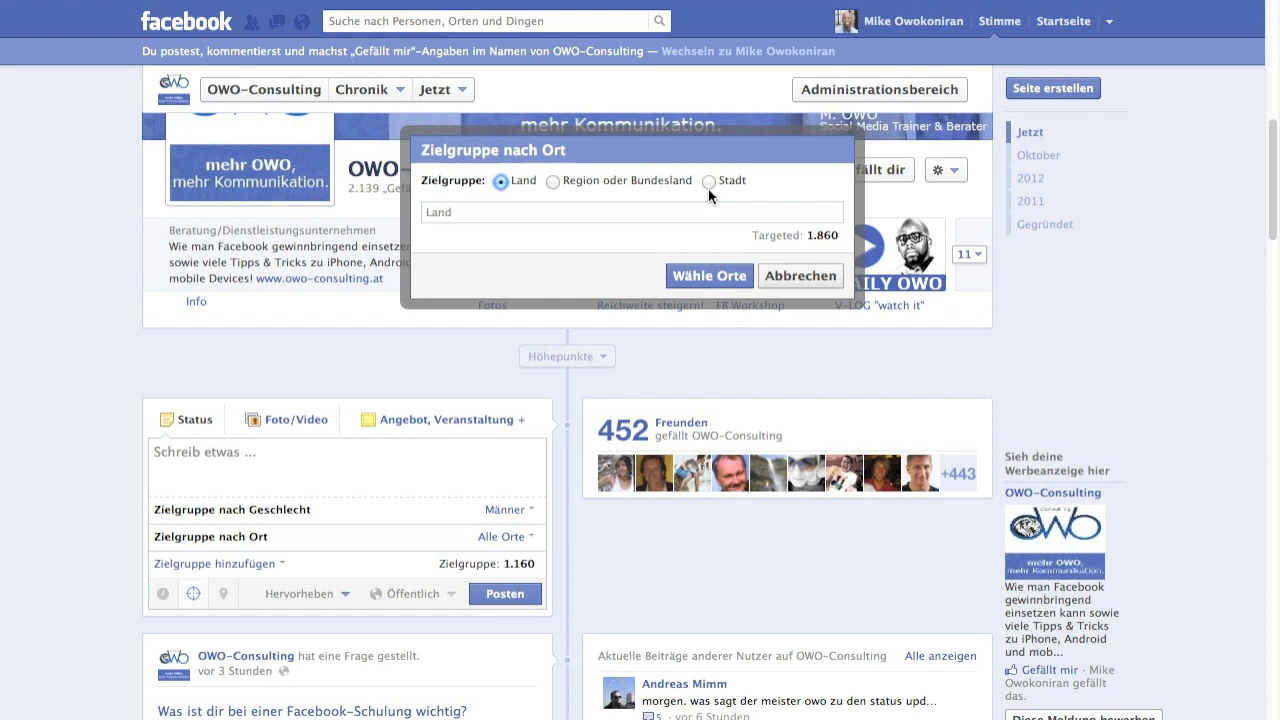 facebook
Suche nach Personen, Orten und Dingen
Mike Owokoniran
Stimme
Startseite
Du postest, kommentierst und machst „Gefällt mir“-Angaben im Namen von OWO-Consulting — Wechseln zu Mike Owokoniran
OWO-Consulting
Chronik
Jetzt
Administrationsbereich
Seite erstellen
mehr Kommunikation.
M. OWO
Social Media Trainer & Berater
mehr OWO,
mehr Kommunikation.
OWO-
2.139 „Ge
fällt dir
Zielgruppe nach Ort
Zielgruppe:
Land
Region oder Bundesland
Stadt
Land
Targeted: 1.860
Wähle Orte
Abbrechen
Jetzt
Oktober
2012
2011
Gegründet
Beratung/Dienstleistungsunternehmen
Wie man Facebook gewinnbringend einsetzen
sowie viele Tipps & Tricks zu iPhone, Androi
mobile Devices! www.owo-consulting.at
Info
Fotos
Reichweite steigern!
FB Workshop
AILY OWO
V-LOG "watch it"
11
Höhepunkte
Status
Foto/Video
Angebot, Veranstaltung +
Schreib etwas ...
Zielgruppe nach Geschlecht
Männer
Zielgruppe nach Ort
Alle Orte
Zielgruppe hinzufügen
Zielgruppe: 1.160
Hervorheben
Öffentlich
Posten
452 Freunden
gefällt OWO-Consulting
+443
Sieh deine
Werbeanzeige hier
OWO-Consulting
OWO
mehr OWO,
mehr Kommunikation.
Wie man Facebook
gewinnbringend
einsetzen kann sowie
viele Tipps & Tricks
zu iPhone, Android
und mob...
Gefällt mir · Mike
Owokoniran gefällt
das.
Diese Meldung bewerben
OWO-Consulting hat eine Frage gestellt.
vor 3 Stunden
Was ist dir bei einer Facebook-Schulung wichtig?
Aktuelle Beiträge anderer Nutzer auf OWO-Consulting
Alle anzeigen
Andreas Mimm
morgen. was sagt der meister owo zu den status upd...
5 · vor 6 Stunden